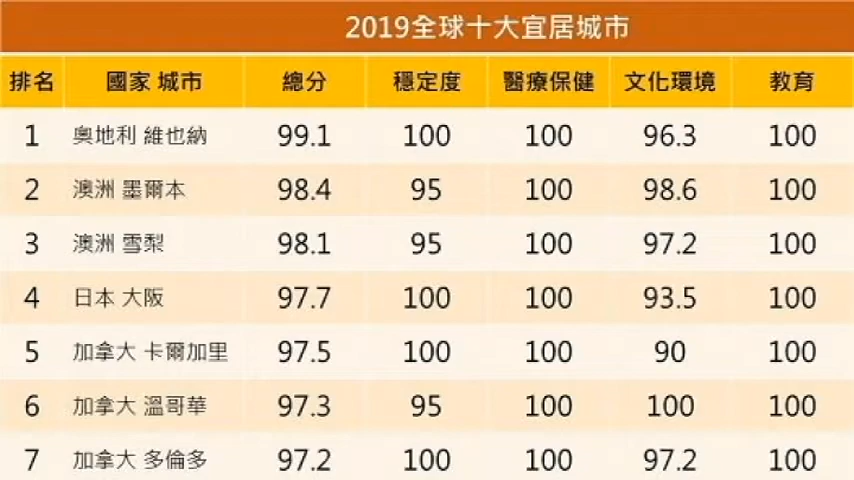 2019全球十大宜居城市
排名 國家 城市 總分 穩定度 醫療保健 文化環境 教育
1 奧地利 維也納 99.1 100 100 96.3 100
2 澳洲 墨爾本 98.4 95 100 98.6 100
3 澳洲 雪梨 98.1 95 100 97.2 100
4 日本 大阪 97.7 100 100 93.5 100
5 加拿大 卡爾加里 97.5 100 100 90 100
6 加拿大 溫哥華 97.3 95 100 100 100
7 加拿大 多倫多 97.2 100 100 97.2 100